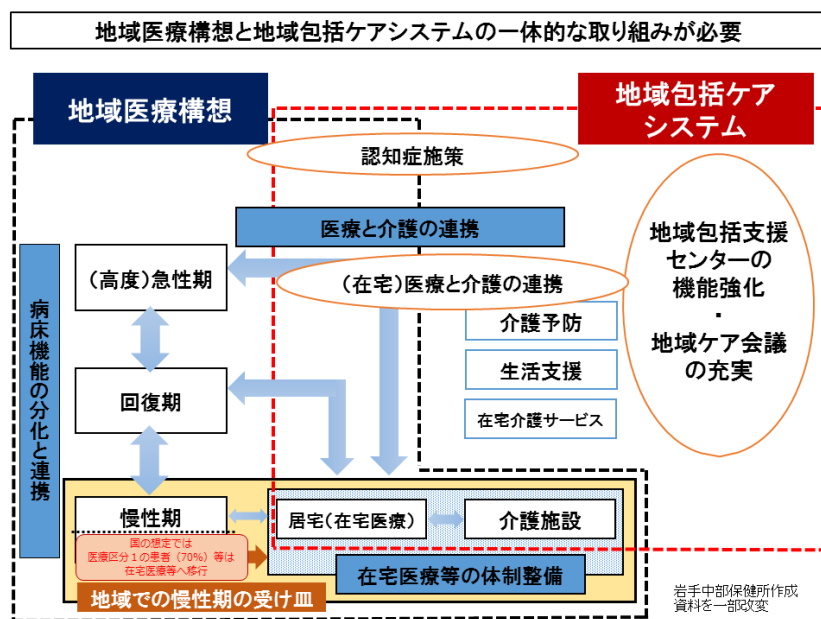 地域医療構想と地域包括ケアシステムの一体的な取り組みが必要
地域医療構想
地域包括ケア
システム
認知症施策
医療と介護の連携
(在宅)医療と介護の連携
地域包括支援
センターの
機能強化
・
地域ケア会議
の充実
病床機能の分化と連携
(高度)急性期
介護予防
生活支援
在宅介護サービス
回復期
慢性期
居宅(在宅医療)
介護施設
国の想定では
医療区分1の患者(70%)等は
在宅医療等へ移行
在宅医療等の体制整備
地域での慢性期の受け皿
岩手中部保健所作成
資料を一部改変